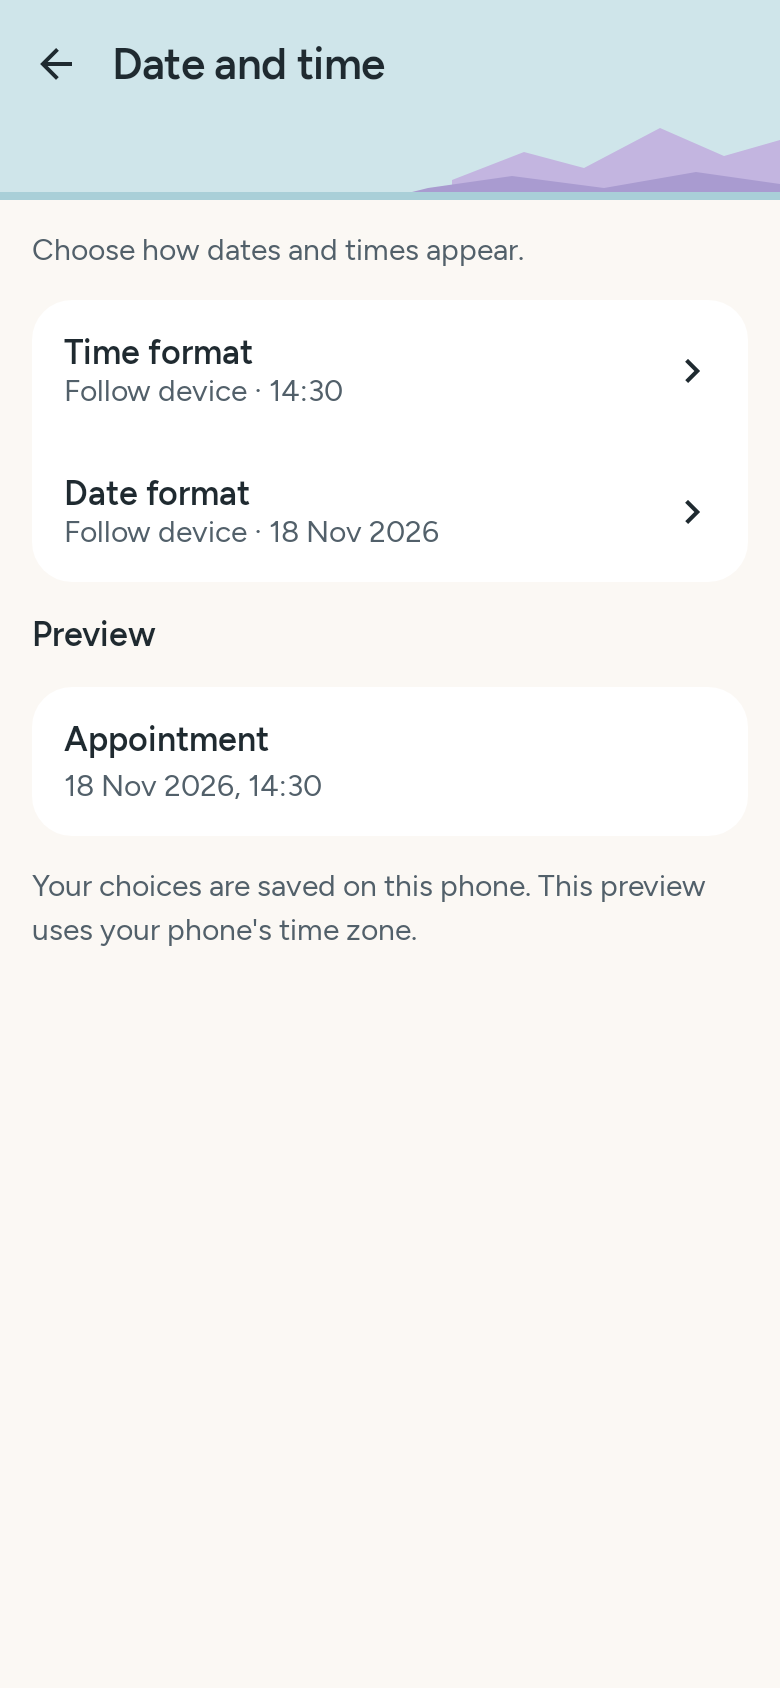 Date and time
Choose how dates and times appear.
Time format
Follow device · 14:30
Date format
Follow device · 18 Nov 2026
Preview
Appointment
18 Nov 2026, 14:30
Your choices are saved on this phone. This preview
uses your phone's time zone.